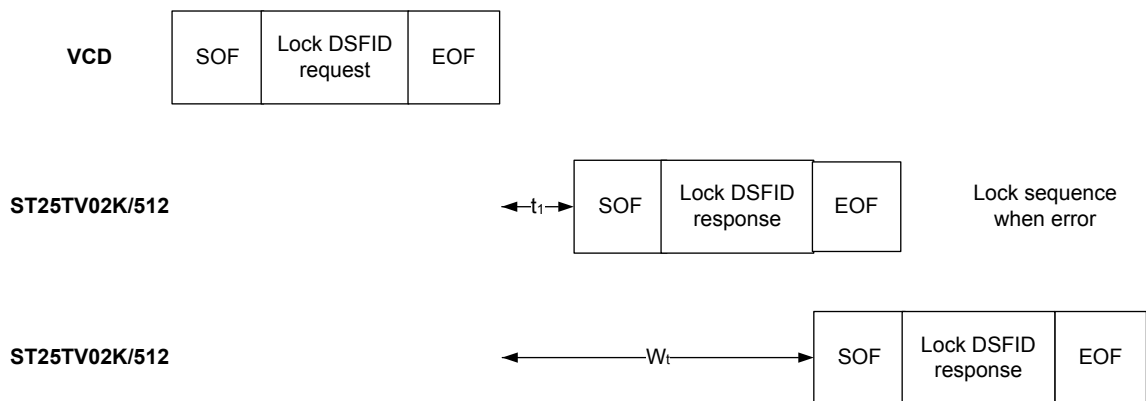 VCD
SOF
Lock DSFID
request
EOF
ST25TV02K/512
t1
SOF
Lock DSFID
response
EOF
Lock sequence
when error
ST25TV02K/512
Wt
SOF
Lock DSFID
response
EOF